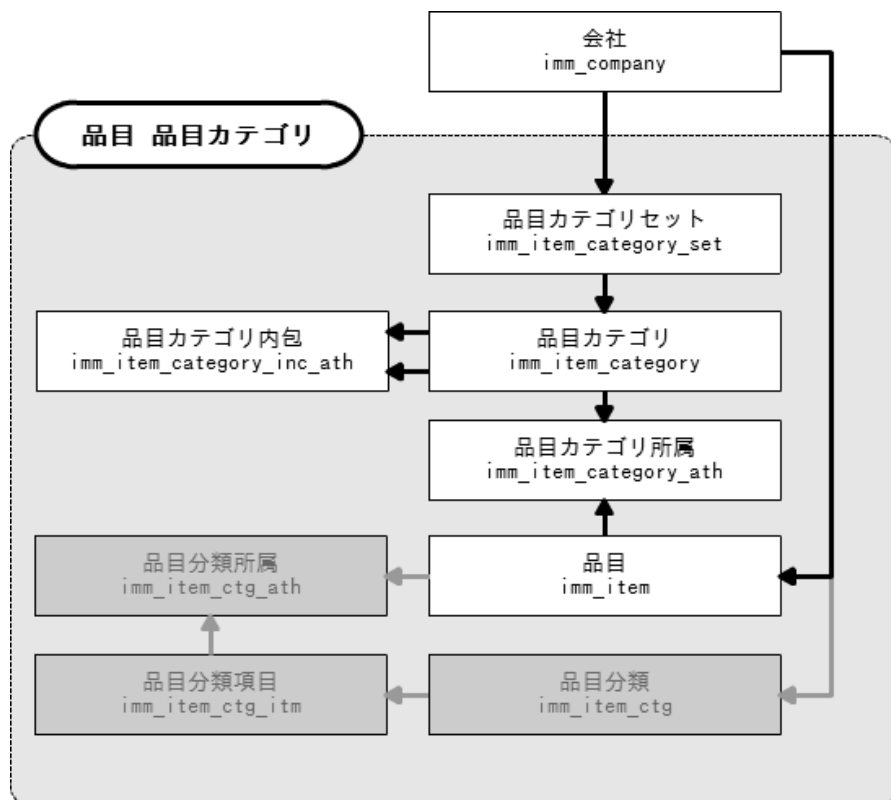 会社
imm_company
品目 品目カテゴリ
品目カテゴリセット
imm_item_category_set
品目カテゴリ内包
imm_item_category_inc_ath
品目カテゴリ
imm_item_category
品目カテゴリ所属
imm_item_category_ath
品目分類所属
imm_item_ctg_ath
品目
imm_item
品目分類項目
imm_item_ctg_itm
品目分類
imm_item_ctg